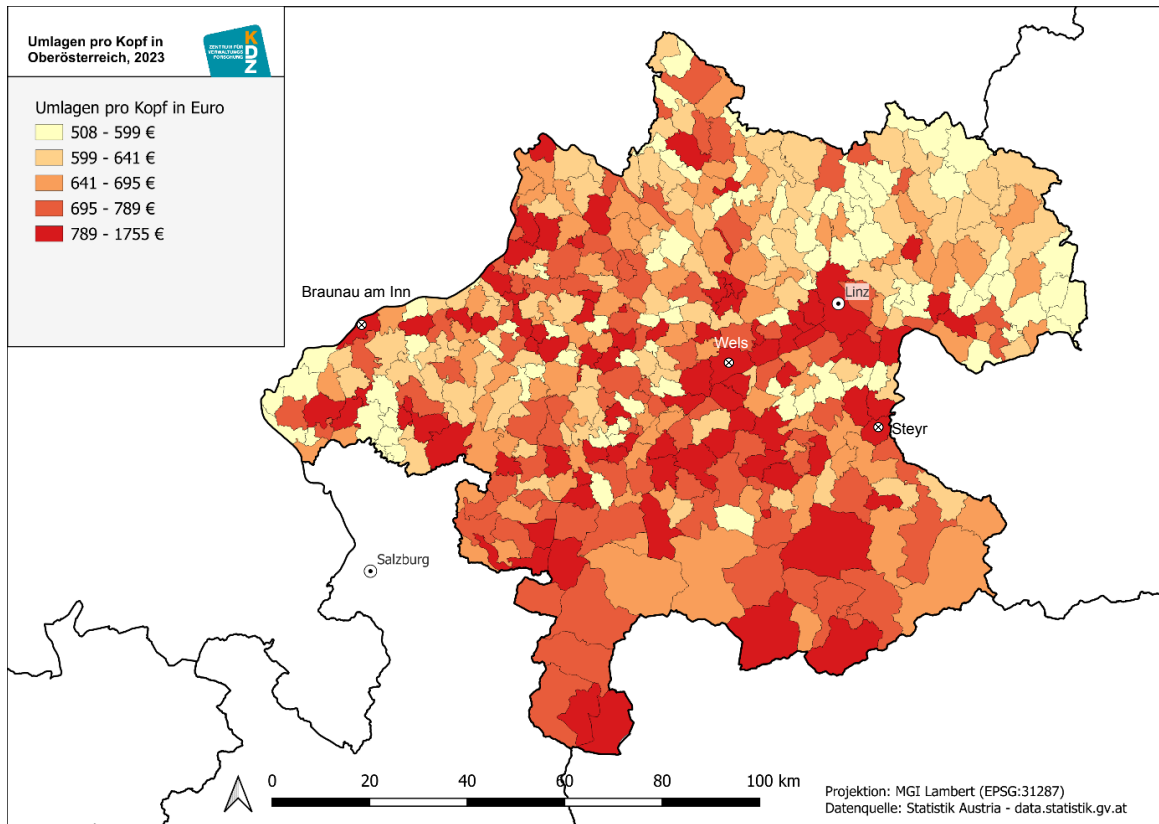 Umlagen pro Kopf in
Oberösterreich, 2023
ZENTRUM FÜR
VERWALTUNGS
FORSCHUNG
KDZ
Umlagen pro Kopf in Euro
508 - 599 €
599 - 641 €
641 - 695 €
695 - 789 €
789 - 1755 €
Braunau am Inn
Linz
Wels
Steyr
Salzburg
0 20 40 60 80 100 km
Projektion: MGI Lambert (EPSG:31287)
Datenquelle: Statistik Austria - data.statistik.gv.at